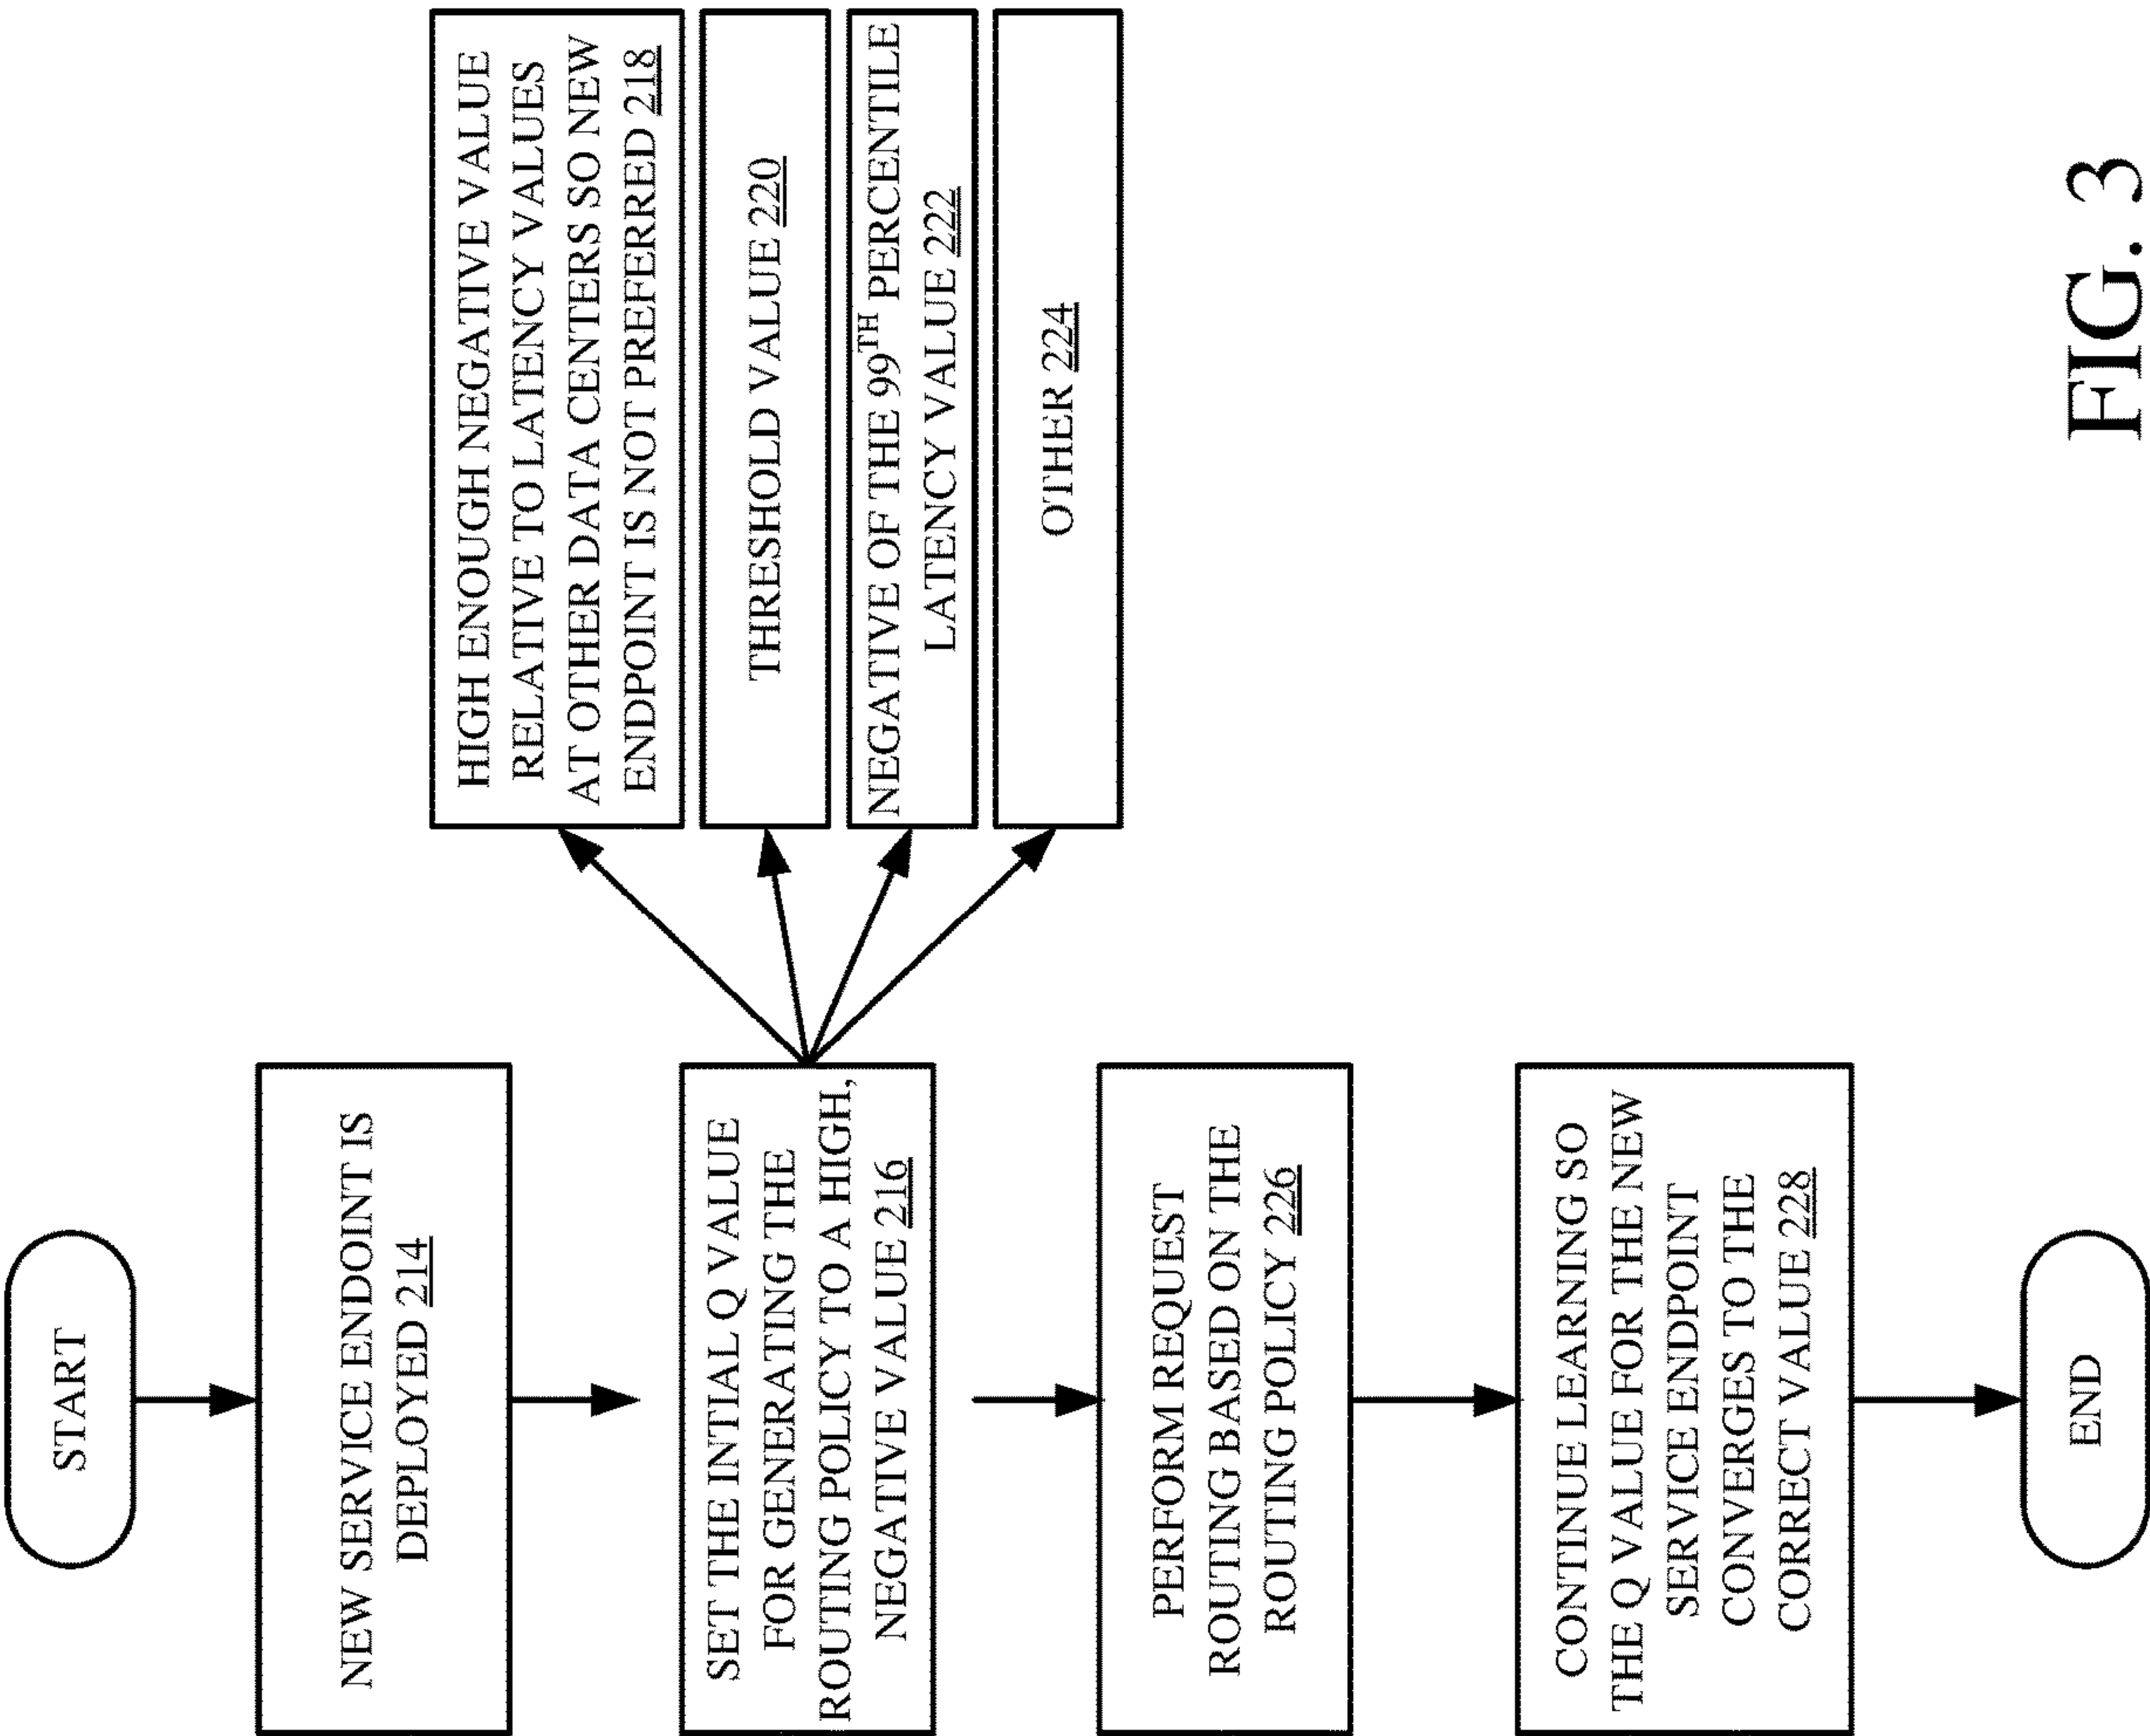 START
NEW SERVICE ENDPOINT IS
DEPLOYED 214
SET THE INTIAL Q VALUE
FOR GENERATING THE
ROUTING POLICY TO A HIGH,
NEGATIVE VALUE 216
HIGH ENOUGH NEGATIVE VALUE
RELATIVE TO LATENCY VALUES
AT OTHER DATA CENTERS SO NEW
ENDPOINT IS NOT PREFERRED 218
THRESHOLD VALUE 220
NEGATIVE OF THE 99TH PERCENTILE
LATENCY VALUE 222
OTHER 224
PERFORM REQUEST
ROUTING BASED ON THE
ROUTING POLICY 226
CONTINUE LEARNING SO
THE Q VALUE FOR THE NEW
SERVICE ENDPOINT
CONVERGES TO THE
CORRECT VALUE 228
END
FIG. 3